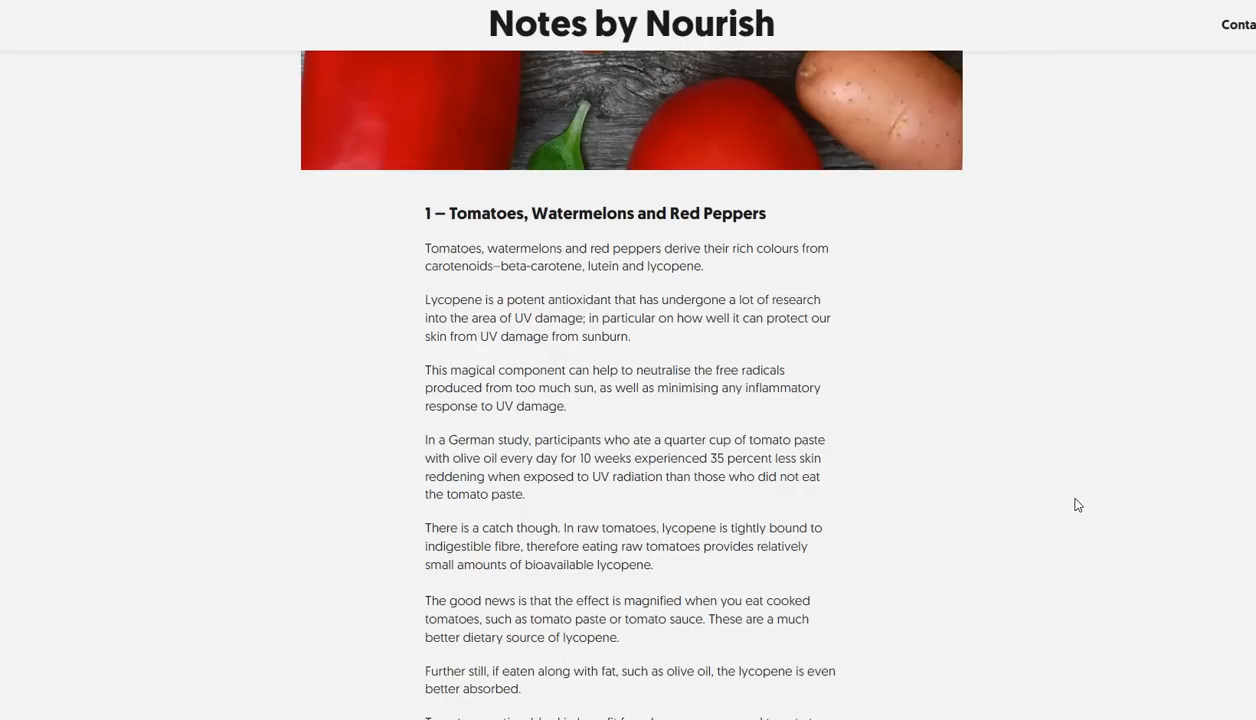 Notes by Nourish
Conta
1 – Tomatoes, Watermelons and Red Peppers
Tomatoes, watermelons and red peppers derive their rich colours from
carotenoids–beta-carotene, lutein and lycopene.
Lycopene is a potent antioxidant that has undergone a lot of research
into the area of UV damage; in particular on how well it can protect our
skin from UV damage from sunburn.
This magical component can help to neutralise the free radicals
produced from too much sun, as well as minimising any inflammatory
response to UV damage.
In a German study, participants who ate a quarter cup of tomato paste
with olive oil every day for 10 weeks experienced 35 percent less skin
reddening when exposed to UV radiation than those who did not eat
the tomato paste.
There is a catch though. In raw tomatoes, lycopene is tightly bound to
indigestible fibre, therefore eating raw tomatoes provides relatively
small amounts of bioavailable lycopene.
The good news is that the effect is magnified when you eat cooked
tomatoes, such as tomato paste or tomato sauce. These are a much
better dietary source of lycopene.
Further still, if eaten along with fat, such as olive oil, the lycopene is even
better absorbed.